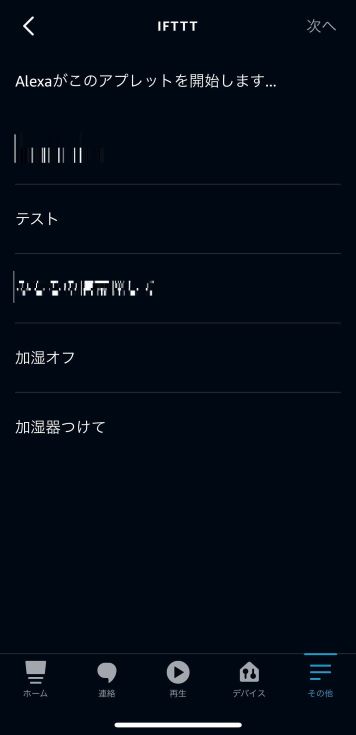 IFTTT
次へ
Alexaがこのアプレットを開始します...
テスト
加湿オフ
加湿器つけて
ホーム
連絡
再生
デバイス
その他